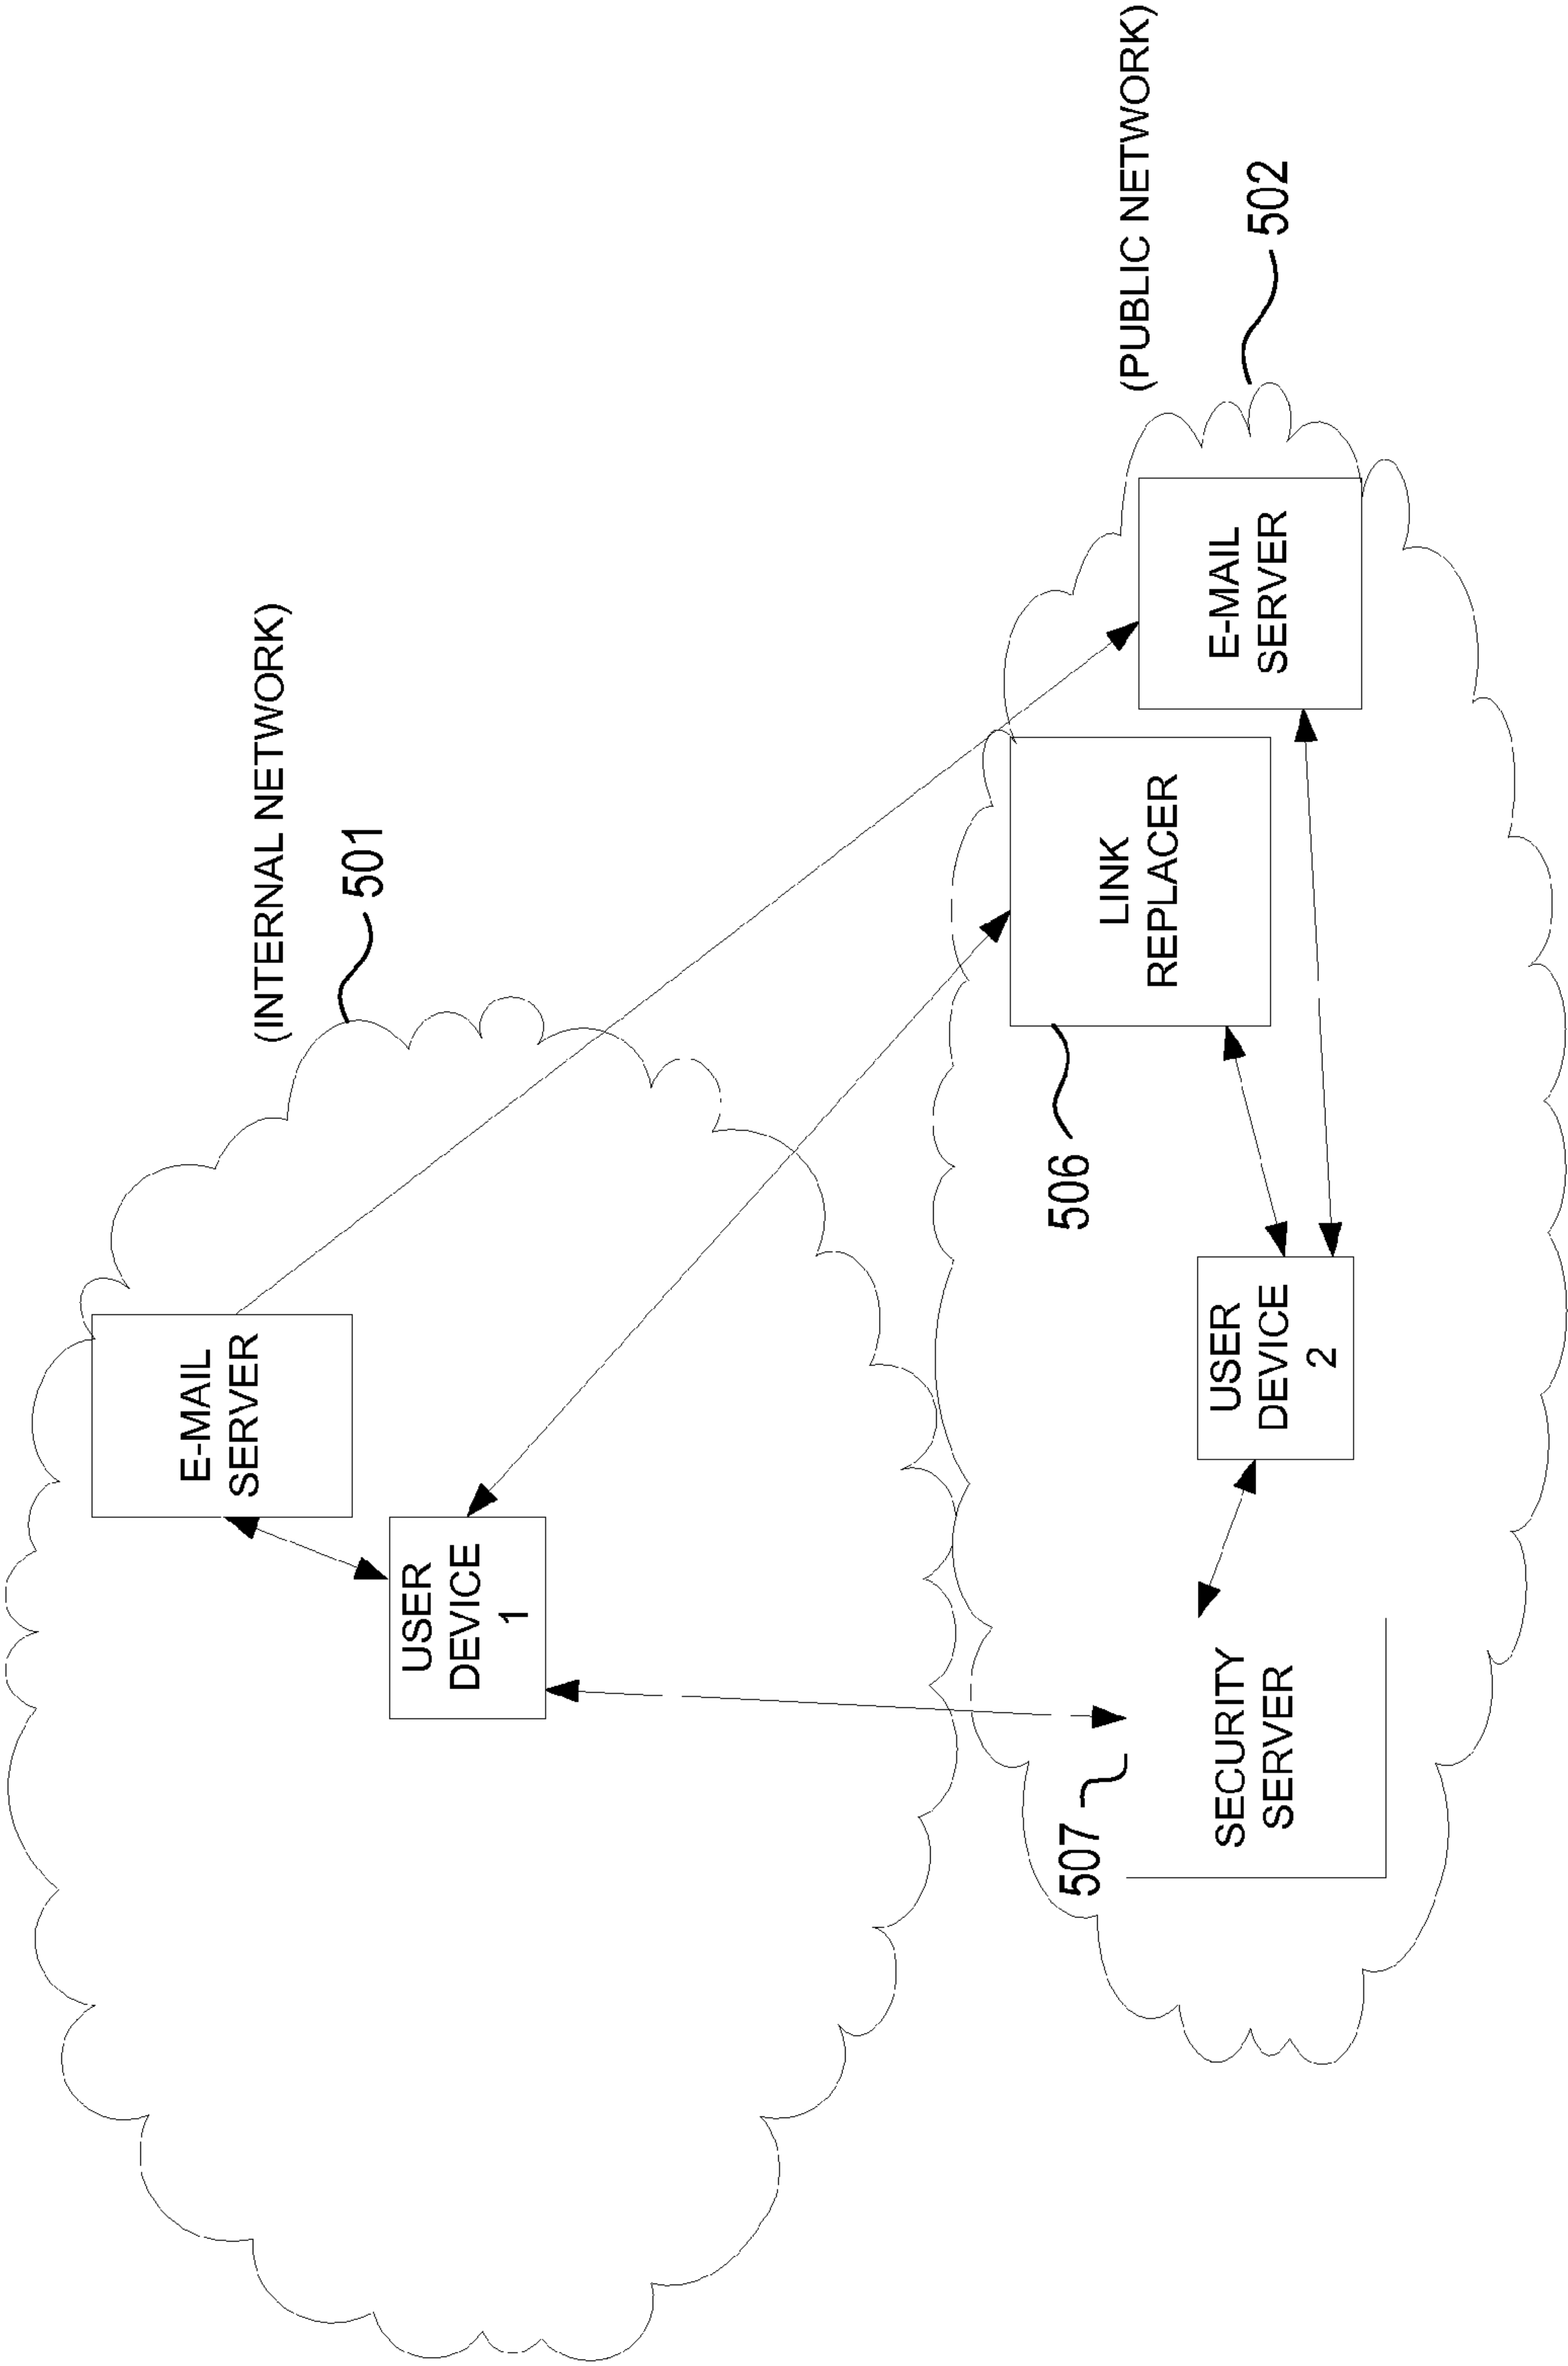 (INTERNAL NETWORK)
501
E-MAIL
SERVER
USER
DEVICE
1
(PUBLIC NETWORK)
502
506
LINK
REPLACER
E-MAIL
SERVER
507
SECURITY
SERVER
USER
DEVICE
2